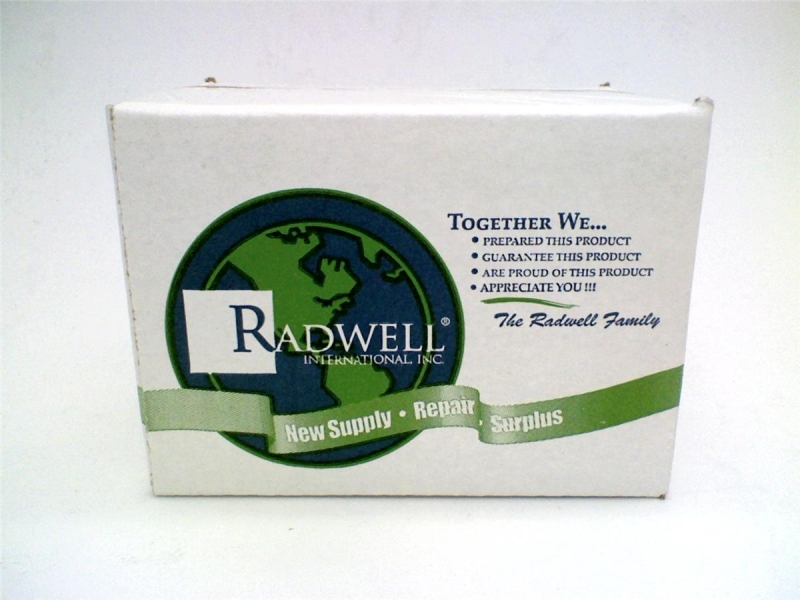 TOGETHER WE...
• PREPARED THIS PRODUCT
• GUARANTEE THIS PRODUCT
• ARE PROUD OF THIS PRODUCT
• APPRECIATE YOU !!!
The Radwell Family
RADWELL®
INTERNATIONAL, INC.
New Supply • Repair • Surplus